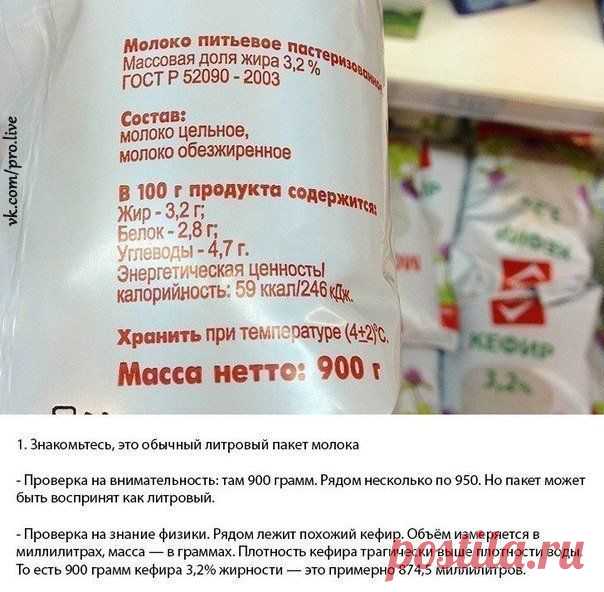 Молоко питьевое пастеризованное
Массовая доля жира 3,2 %
ГОСТ Р 52090 - 2003
Состав:
молоко цельное,
молоко обезжиренное
В 100 г продукта содержится:
Жир - 3,2 г;
Белок - 2,8 г;
Углеводы - 4,7 г.
Энергетическая ценность/
калорийность: 59 ккал/246 кДж.
Хранить при температуре (4±2)°С.
Масса нетто: 900 г
vk.com/pro.live
КЕФИР
3,2%
1. Знакомьтесь, это обычный литровый пакет молока
- Проверка на внимательность: там 900 грамм. Рядом несколько по 950. Но пакет может
быть воспринят как литровый.
- Проверка на знание физики. Рядом лежит похожий кефир. Объём измеряется в
миллилитрах, масса — в граммах. Плотность кефира трагически выше плотности воды.
То есть 900 грамм кефира 3,2% жирности — это примерно 874,5 миллилитров.
postila.ru